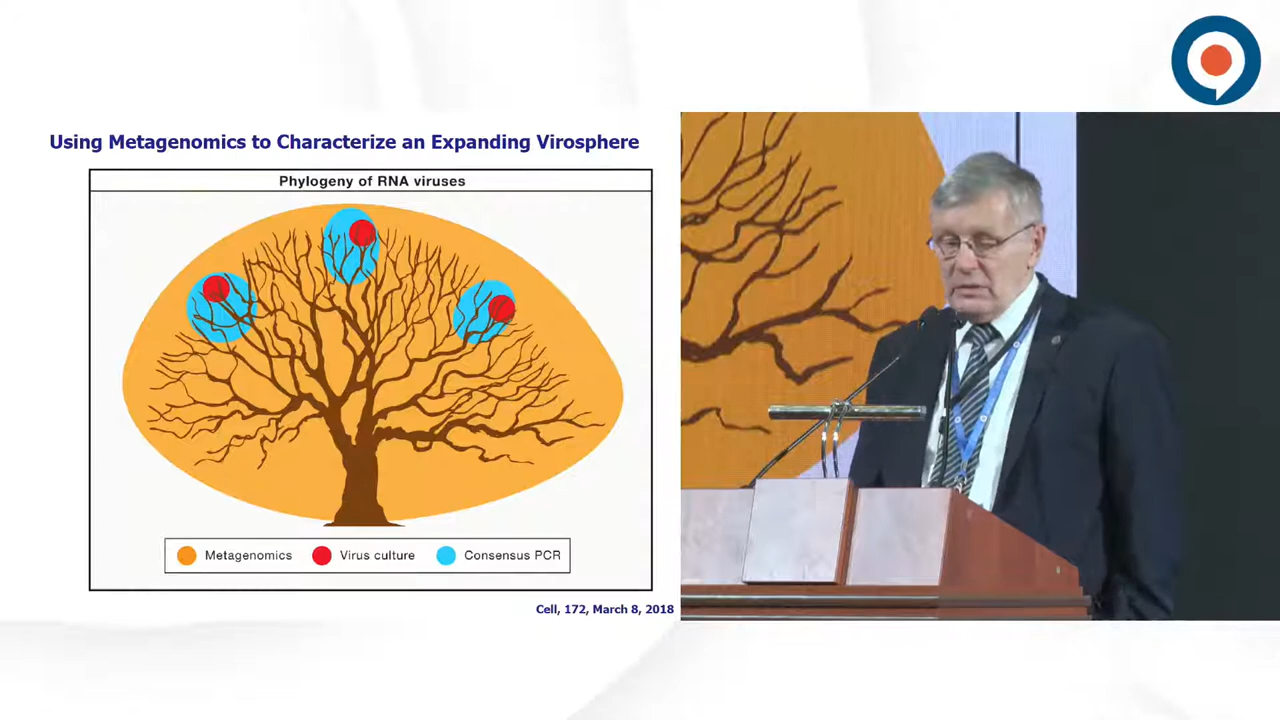 Using Metagenomics to Characterize an Expanding Virosphere
Phylogeny of RNA viruses
Metagenomics
Virus culture
Consensus PCR
Cell, 172, March 8, 2018